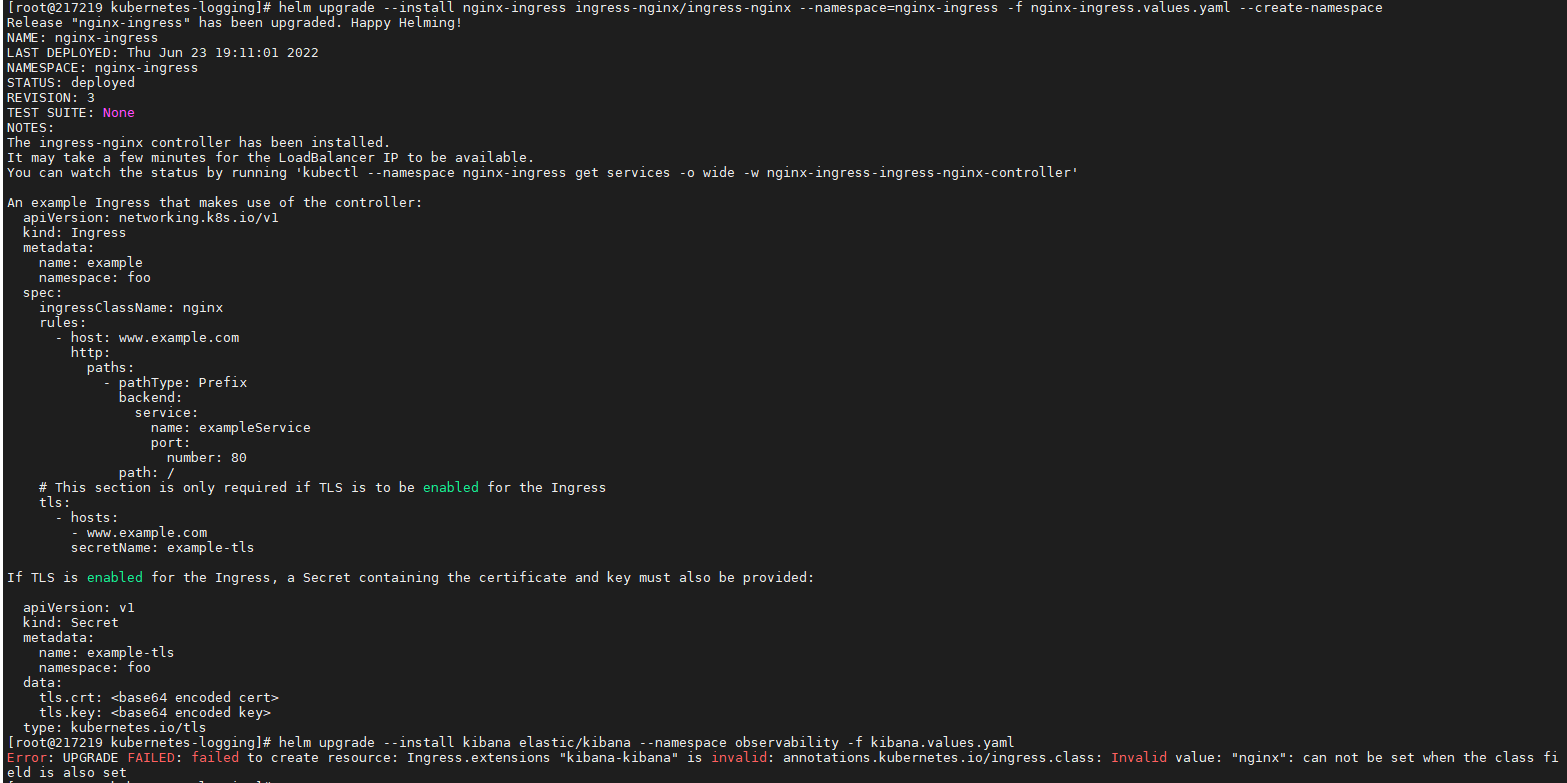 [root@217219 kubernetes-logging]# helm upgrade --install nginx-ingress ingress-nginx/ingress-nginx --namespace=nginx-ingress -f nginx-ingress.values.yaml --create-namespace
Release "nginx-ingress" has been upgraded. Happy Helming!
NAME: nginx-ingress
LAST DEPLOYED: Thu Jun 23 19:11:01 2022
NAMESPACE: nginx-ingress
STATUS: deployed
REVISION: 3
TEST SUITE: None
NOTES:
The ingress-nginx controller has been installed.
It may take a few minutes for the LoadBalancer IP to be available.
You can watch the status by running 'kubectl --namespace nginx-ingress get services -o wide -w nginx-ingress-ingress-nginx-controller'

An example Ingress that makes use of the controller:
  apiVersion: networking.k8s.io/v1
  kind: Ingress
  metadata:
    name: example
    namespace: foo
  spec:
    ingressClassName: nginx
    rules:
      - host: www.example.com
        http:
          paths:
            - pathType: Prefix
              backend:
                service:
                  name: exampleService
                  port:
                    number: 80
              path: /
    # This section is only required if TLS is to be enabled for the Ingress
    tls:
      - hosts:
        - www.example.com
        secretName: example-tls

If TLS is enabled for the Ingress, a Secret containing the certificate and key must also be provided:

  apiVersion: v1
  kind: Secret
  metadata:
    name: example-tls
    namespace: foo
  data:
    tls.crt: <base64 encoded cert>
    tls.key: <base64 encoded key>
  type: kubernetes.io/tls
[root@217219 kubernetes-logging]# helm upgrade --install kibana elastic/kibana --namespace observability -f kibana.values.yaml
Error: UPGRADE FAILED: failed to create resource: Ingress.extensions "kibana-kibana" is invalid: annotations.kubernetes.io/ingress.class: Invalid value: "nginx": can not be set when the class fi
eld is also set